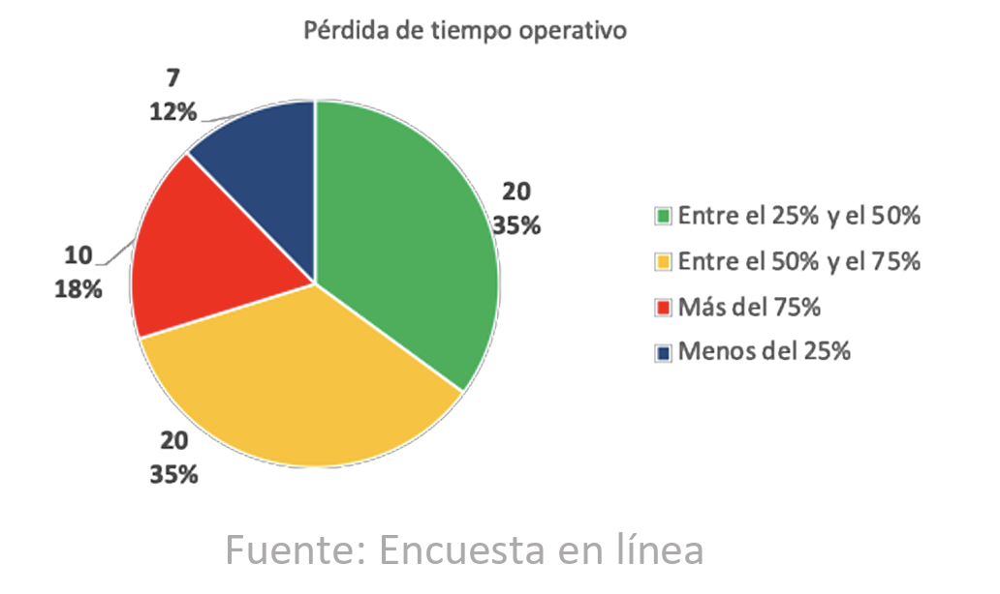 Pérdida de tiempo operativo
7
12%
20
35%
10
18%
20
35%
Entre el 25% y el 50%
Entre el 50% y el 75%
Más del 75%
Menos del 25%
Fuente: Encuesta en línea